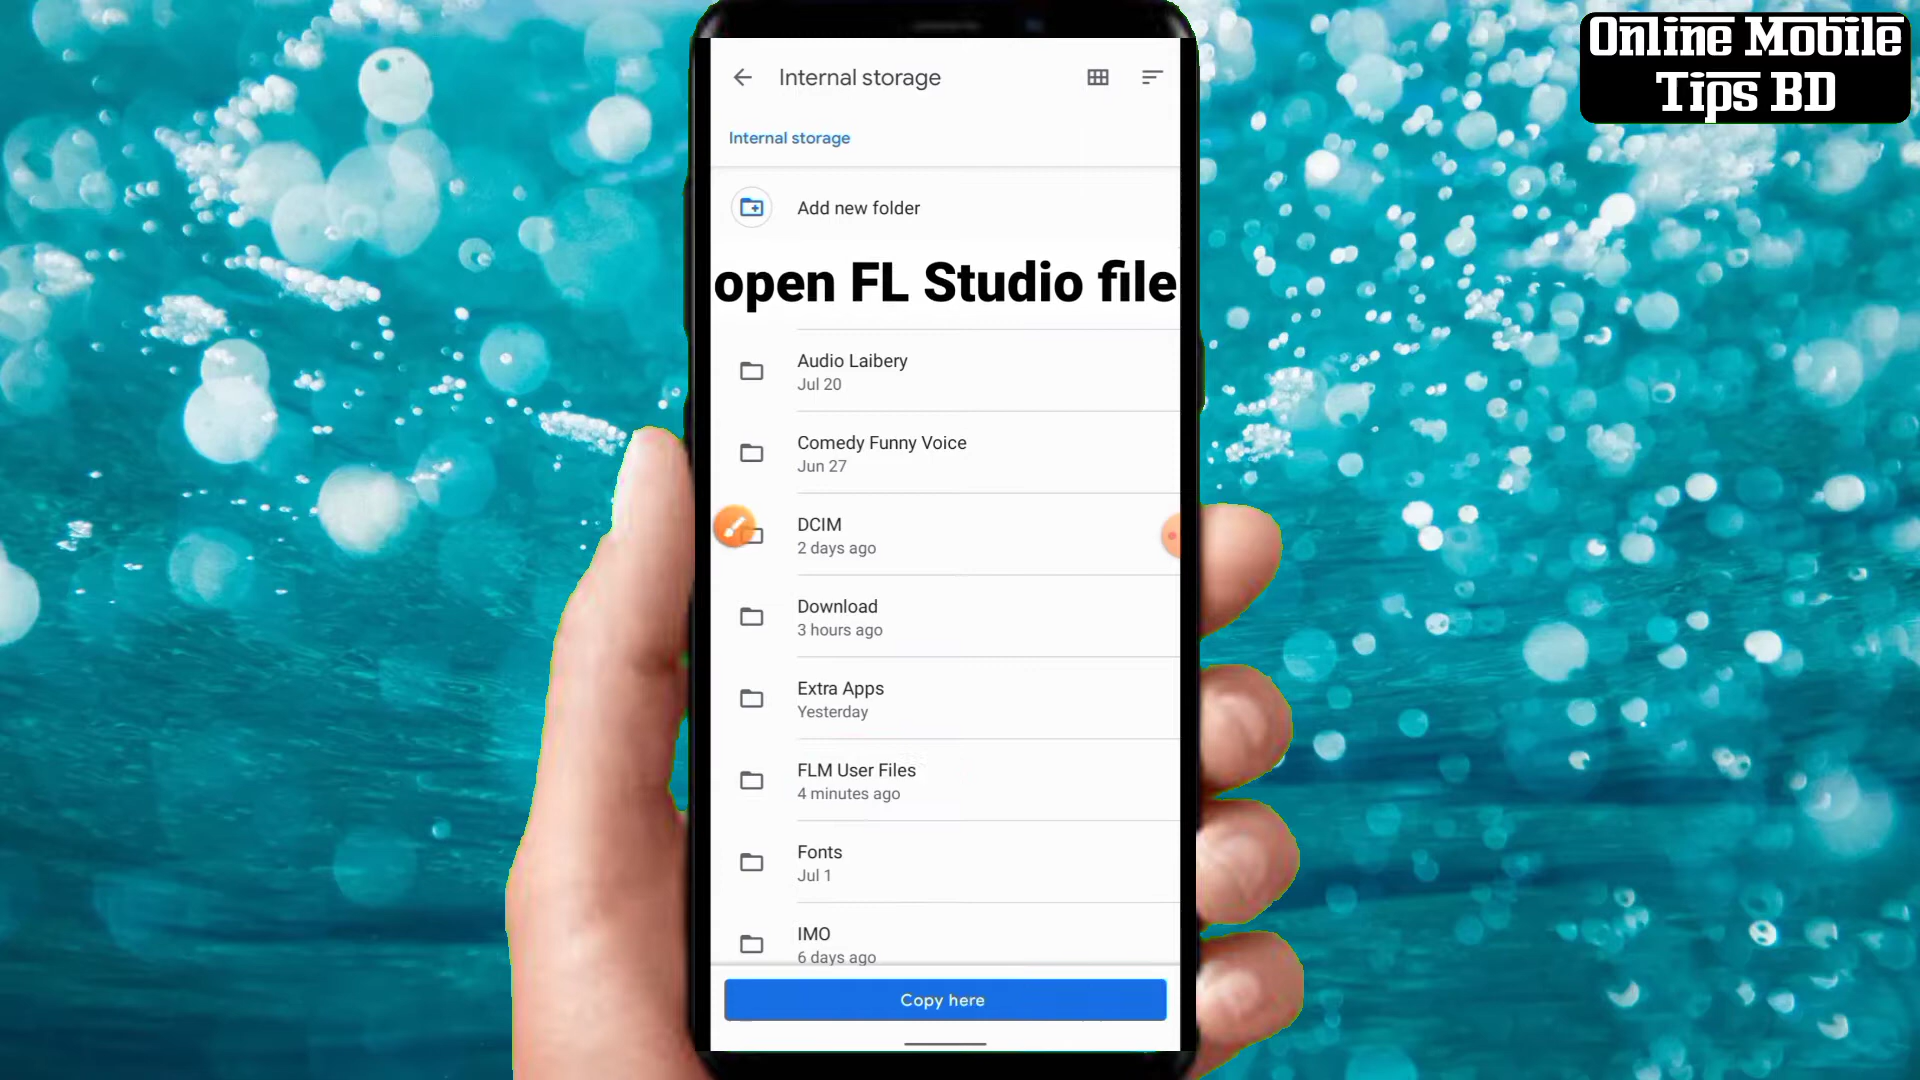 Online Mobile
Tips BD
Internal storage
Internal storage
Add new folder
open FL Studio file
Audio Laibery
Jul 20
Comedy Funny Voice
Jun 27
DCIM
2 days ago
Download
3 hours ago
Extra Apps
Yesterday
FLM User Files
4 minutes ago
Fonts
Jul 1
IMO
6 days ago
Copy here